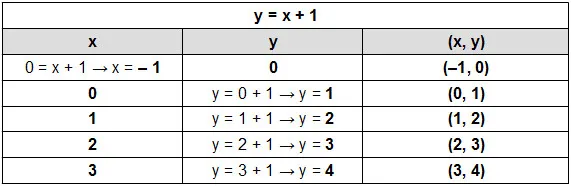 y = x + 1
x y (x, y)
0 = x + 1 → x = – 1 0 (–1, 0)
0 y = 0 + 1 → y = 1 (0, 1)
1 y = 1 + 1 → y = 2 (1, 2)
2 y = 2 + 1 → y = 3 (2, 3)
3 y = 3 + 1 → y = 4 (3, 4)